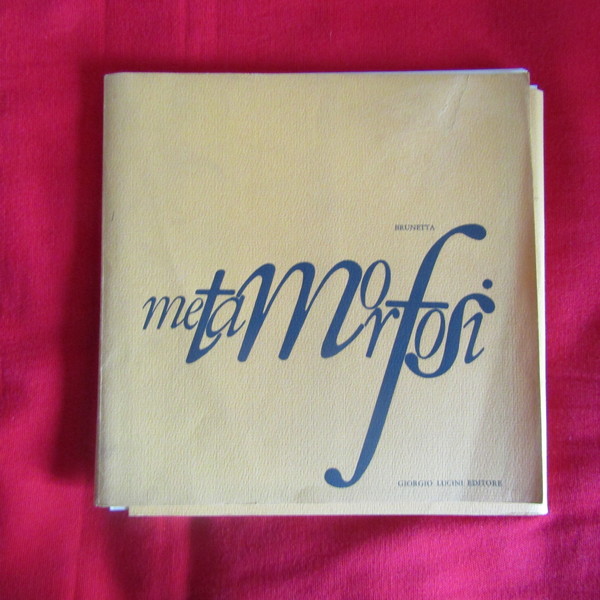 BRUNETTA
metaMorfosi
GIORGIO LUCINI EDITORE